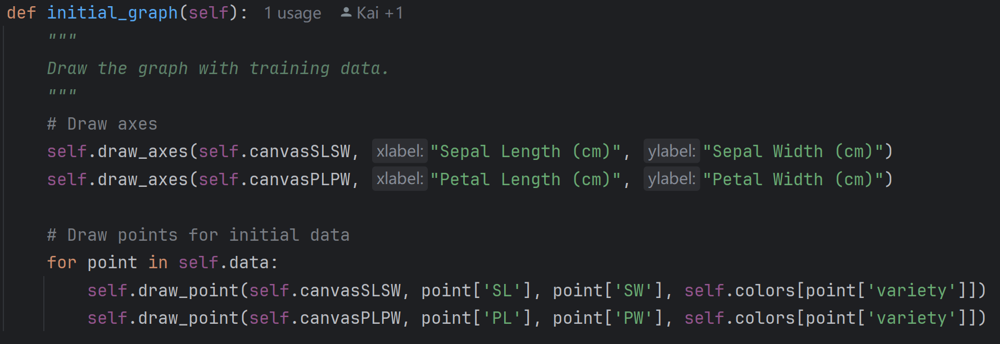 def initial_graph(self): 1 usage Kai +1
"""
Draw the graph with training data.
"""
# Draw axes
self.draw_axes(self.canvasSLSW, xlabel: "Sepal Length (cm)", ylabel: "Sepal Width (cm)")
self.draw_axes(self.canvasPLPW, xlabel: "Petal Length (cm)", ylabel: "Petal Width (cm)")
# Draw points for initial data
for point in self.data:
self.draw_point(self.canvasSLSW, point['SL'], point['SW'], self.colors[point['variety']])
self.draw_point(self.canvasPLPW, point['PL'], point['PW'], self.colors[point['variety']])